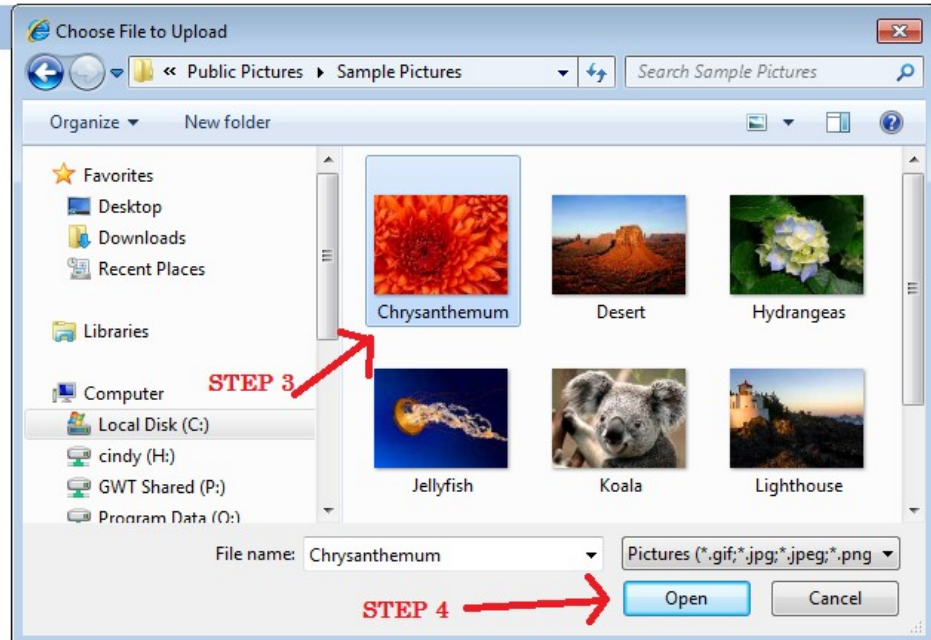 Choose File to Upload
« Public Pictures ▸ Sample Pictures
Search Sample Pictures
Organize
New folder
Favorites
Desktop
Downloads
Recent Places
Libraries
Computer
Local Disk (C:)
cindy (H:)
GWT Shared (P:)
Program Data (O:)
Chrysanthemum
Desert
Hydrangeas
STEP 3
Jellyfish
Koala
Lighthouse
File name: Chrysanthemum
Pictures (*.gif;*.jpg;*.jpeg;*.png
STEP 4
Open
Cancel